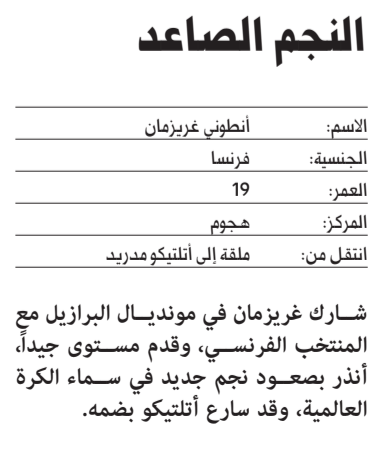 النجم الصاعد
الاسم: أنطوني غريزمان
الجنسية: فرنسا
العمر: 19
المركز: هجوم
انتقل من: ملقة إلى أتلتيكو مدريد
شارك غريزمان في مونديال البرازيل مع
المنتخب الفرنسي، وقدم مستوى جيداً،
أنذر بصعود نجم جديد في سماء الكرة
العالمية، وقد سارع أتلتيكو بضمه.